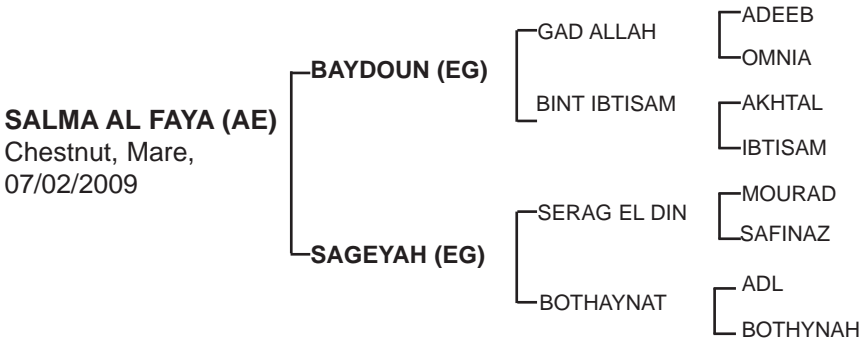 SALMA AL FAYA (AE)
Chestnut, Mare,
07/02/2009
BAYDOUN (EG)
SAGEYAH (EG)
GAD ALLAH
BINT IBTISAM
SERAG EL DIN
BOTHAYNAT
ADEEB
OMNIA
AKHTAL
IBTISAM
MOURAD
SAFINAZ
ADL
BOTHYNAH